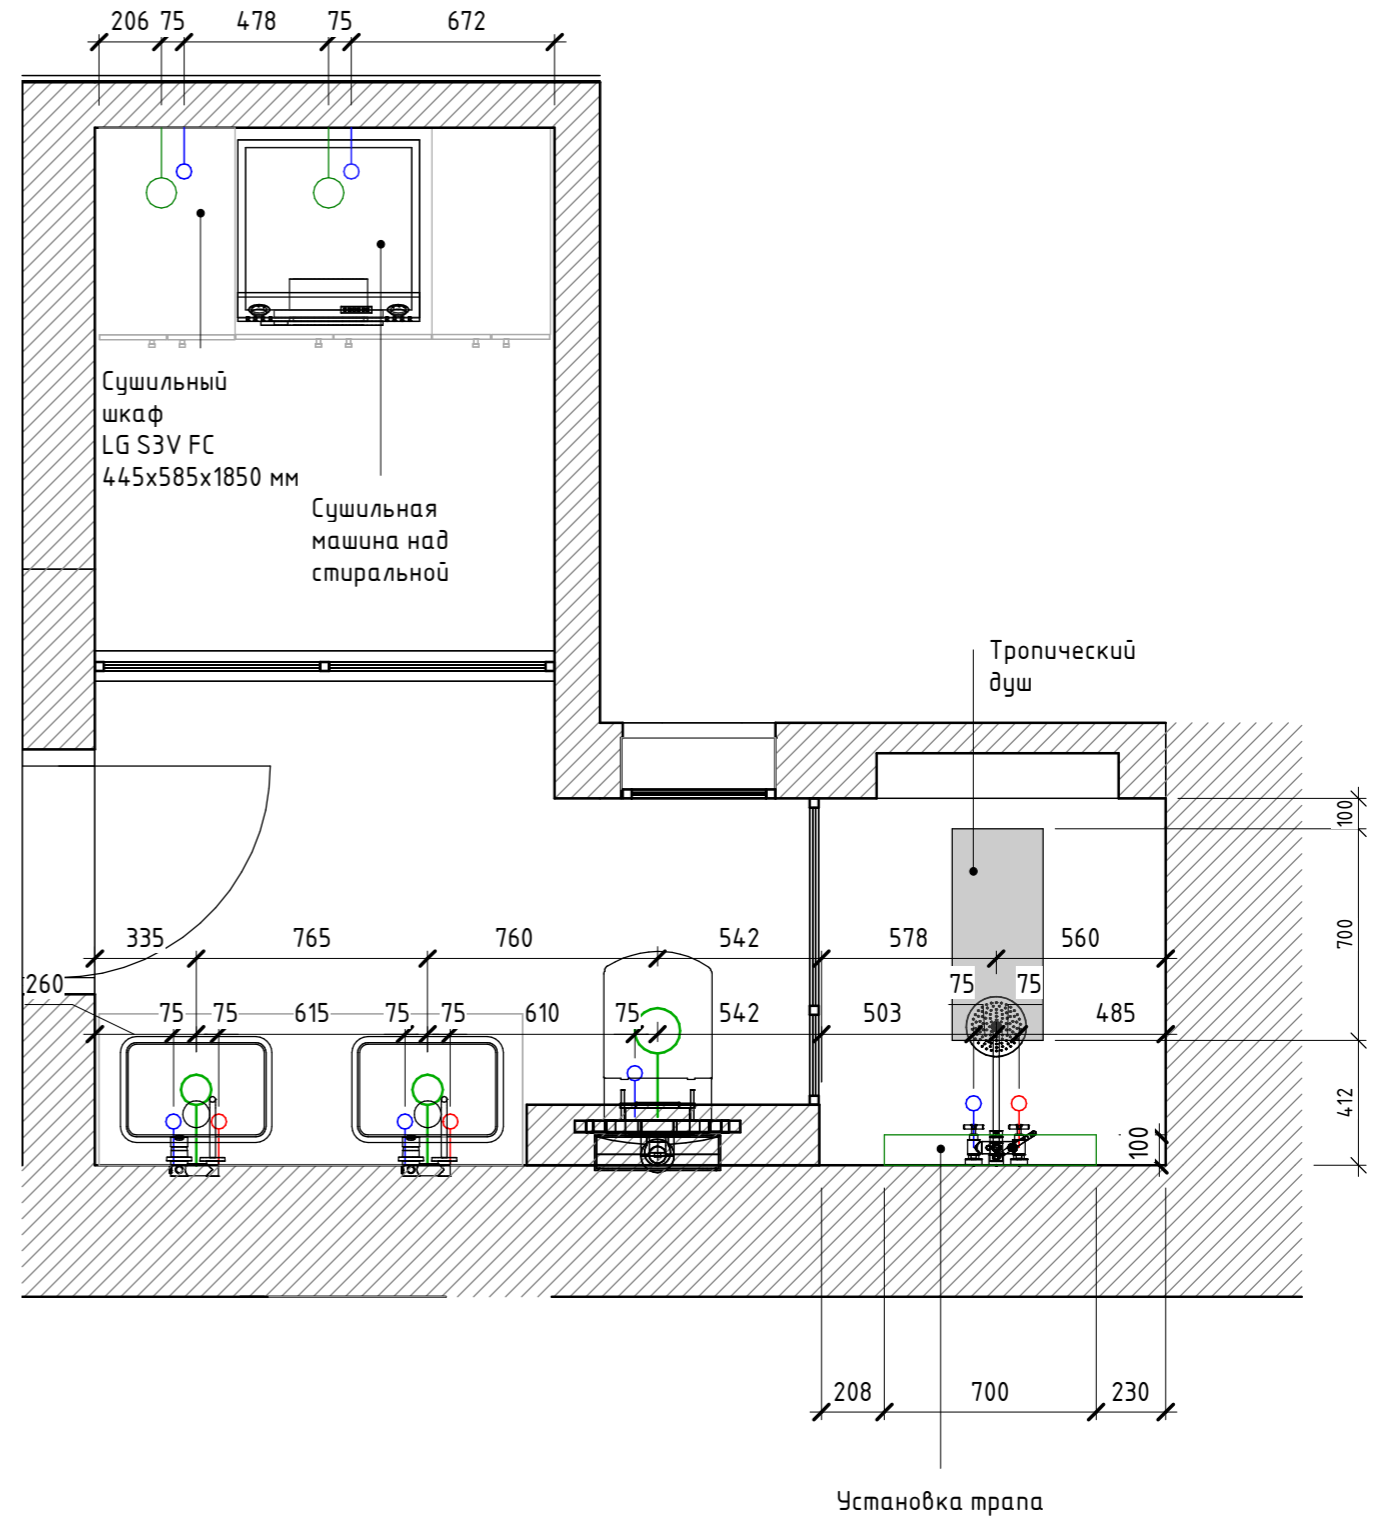 206 75 478 75 672
Сушильный
шкаф
LG S3V FC
445x585x1850 мм
Сушильная
машина над
стиральной
Тропический
душ
100
335 765 760 542 578 560
700
260
75 75
75 75 615 75 75 610 75 542 503 485
412
100
208 700 230
Установка трапа